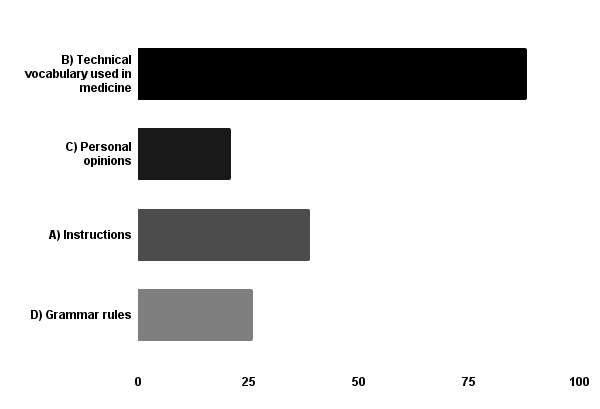 B) Technical
vocabulary used in
medicine
C) Personal
opinions
A) Instructions
D) Grammar rules
0 25 50 75 100